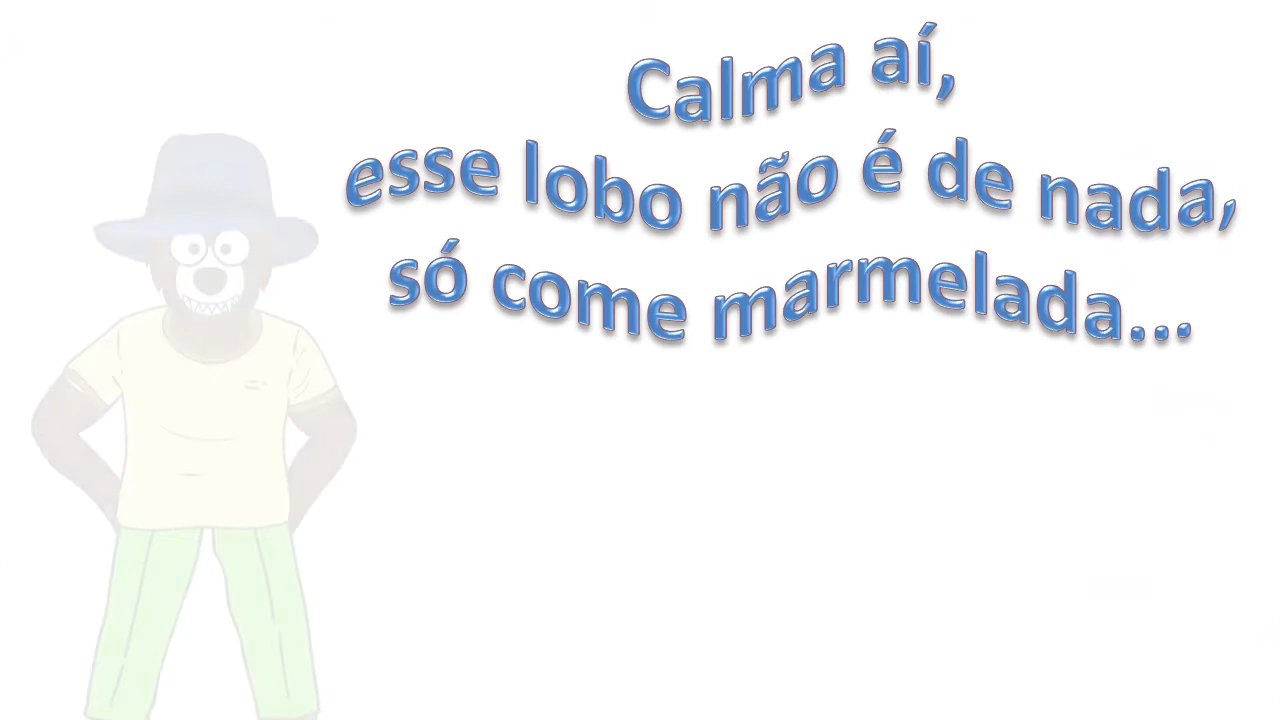 Calma aí,
esse lobo não é de nada,
só come marmelada...